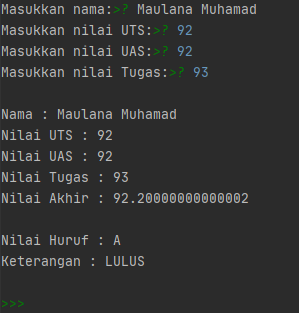 Masukkan nama:>? Maulana Muhamad
Masukkan nilai UTS:>? 92
Masukkan nilai UAS:>? 92
Masukkan nilai Tugas:>? 93
Nama : Maulana Muhamad
Nilai UTS : 92
Nilai UAS : 92
Nilai Tugas : 93
Nilai Akhir : 92.20000000000002
Nilai Huruf : A
Keterangan : LULUS
>>>